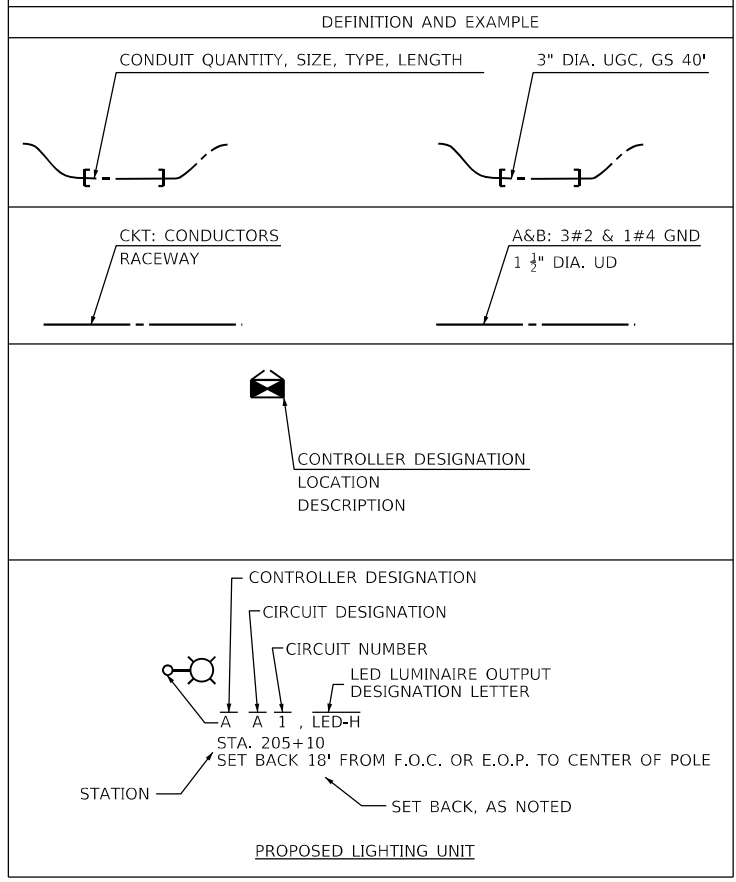 DEFINITION AND EXAMPLE
CONDUIT QUANTITY, SIZE, TYPE, LENGTH
3" DIA. UGC, GS 40'
CKT: CONDUCTORS
RACEWAY
A&B: 3#2 & 1#4 GND
1 1/2" DIA. UD
CONTROLLER DESIGNATION
LOCATION
DESCRIPTION
CONTROLLER DESIGNATION
CIRCUIT DESIGNATION
CIRCUIT NUMBER
LED LUMINAIRE OUTPUT
DESIGNATION LETTER
A A 1 , LED-H
STA. 205+10
SET BACK 18' FROM F.O.C. OR E.O.P. TO CENTER OF POLE
STATION
SET BACK, AS NOTED
PROPOSED LIGHTING UNIT